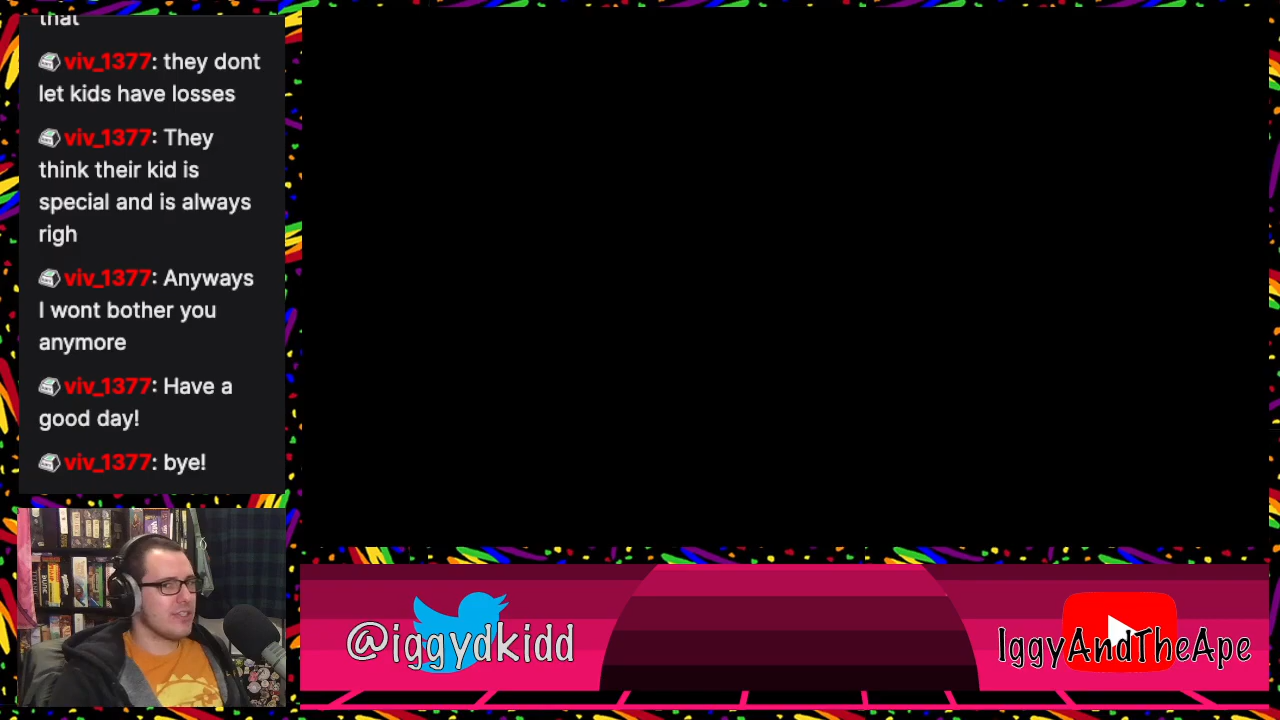 that
viv_1377: they dont
let kids have losses
viv_1377: They
think their kid is
special and is always
righ
viv_1377: Anyways
I wont bother you
anymore
viv_1377: Have a
good day!
viv_1377: bye!
@iggydkidd
IggyAndTheApe